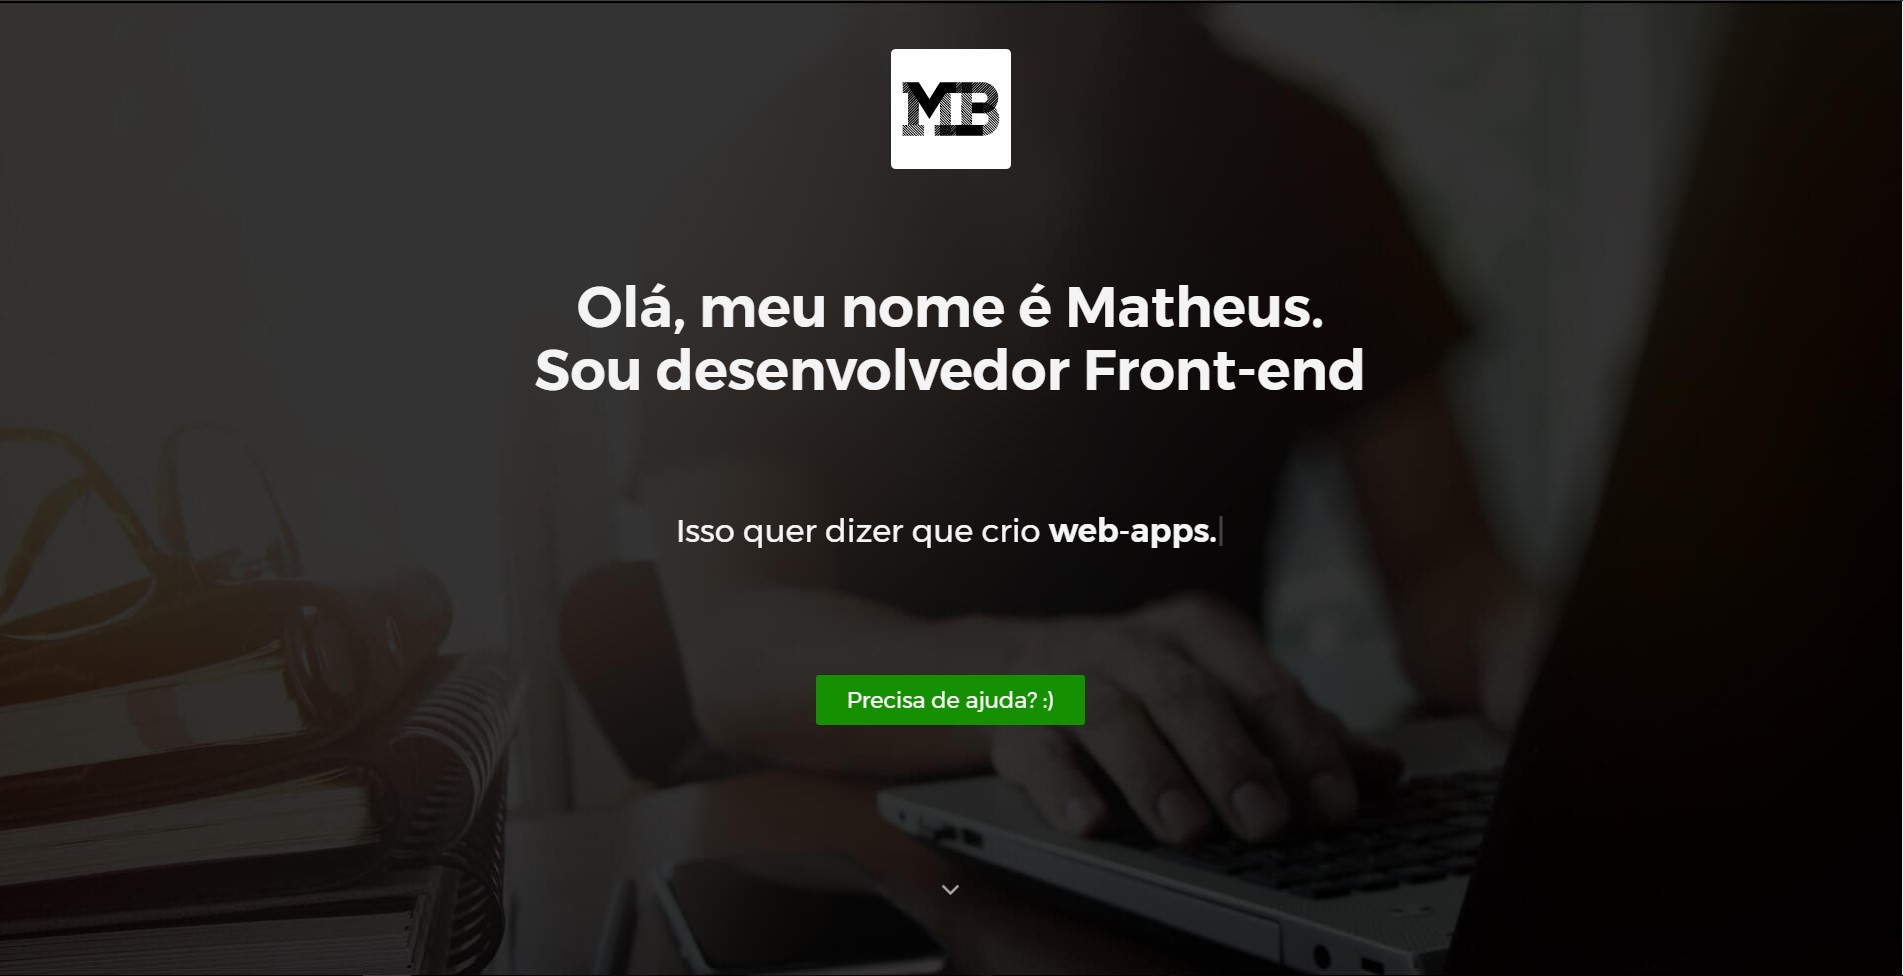 MB
Olá, meu nome é Matheus.
Sou desenvolvedor Front-end
Isso quer dizer que crio web-apps.
Precisa de ajuda? :)